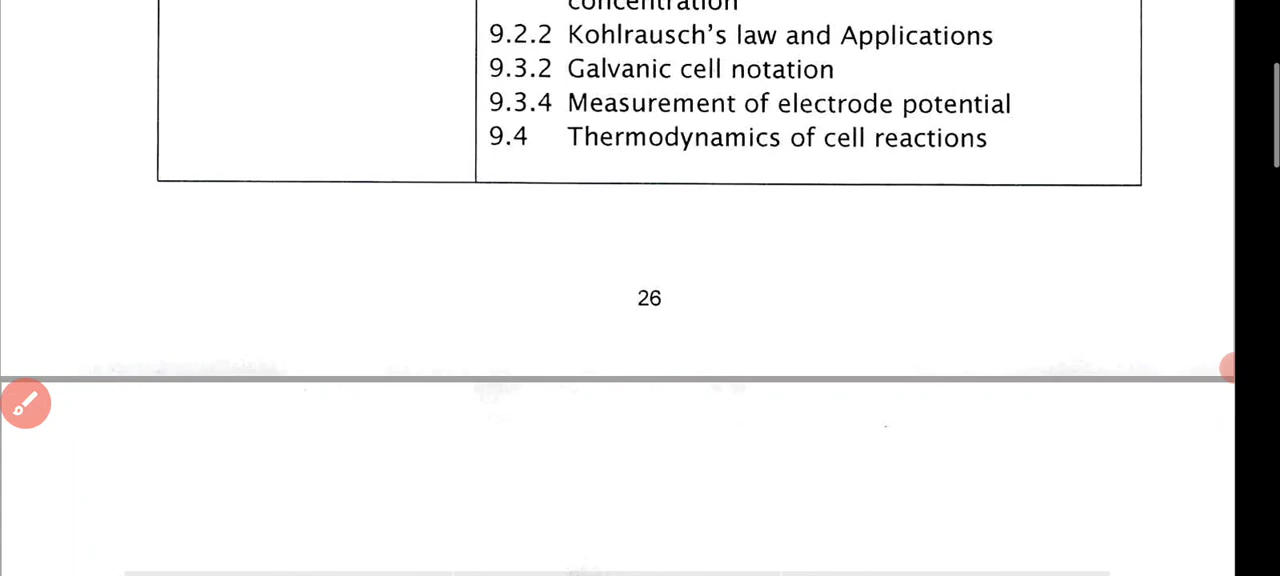 concentration
9.2.2 Kohlrausch's law and Applications
9.3.2 Galvanic cell notation
9.3.4 Measurement of electrode potential
9.4 Thermodynamics of cell reactions
26